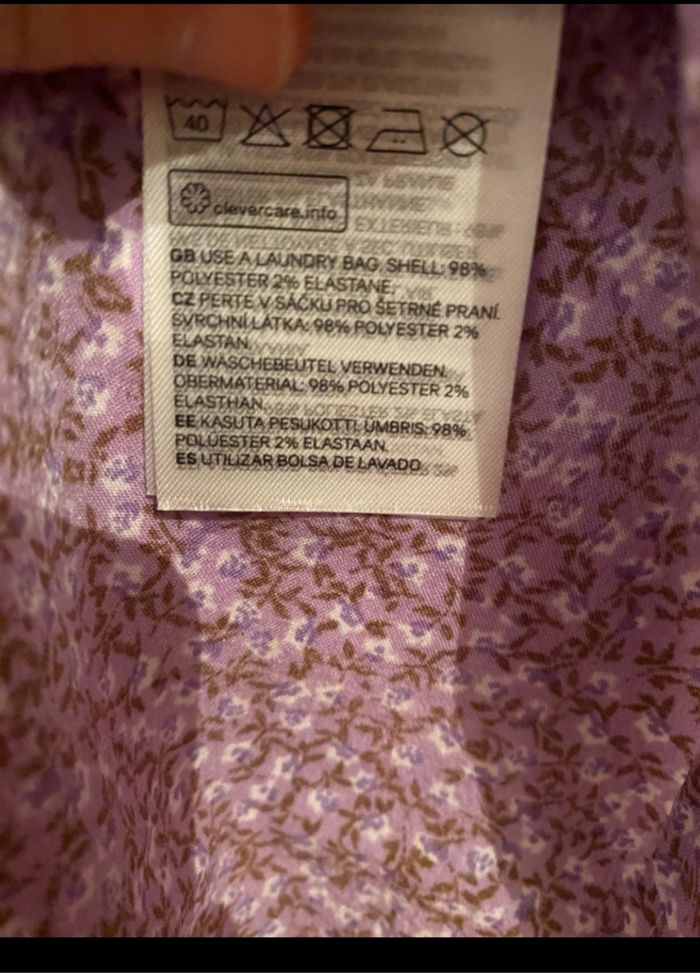 40
clevercare.info
GB USE A LAUNDRY BAG. SHELL: 98%
POLYESTER 2% ELASTANE.
CZ PERTE V SÁČKU PRO ŠETRNÉ PRANÍ.
SVRCHNÍ LÁTKA: 98% POLYESTER 2%
ELASTAN.
DE WÄSCHEBEUTEL VERWENDEN.
OBERMATERIAL: 98% POLYESTER 2%
ELASTHAN.
EE KASUTA PESUKOTTI. ÜMBRIS: 98%
POLÜESTER 2% ELASTAAN.
ES UTILIZAR BOLSA DE LAVADO.